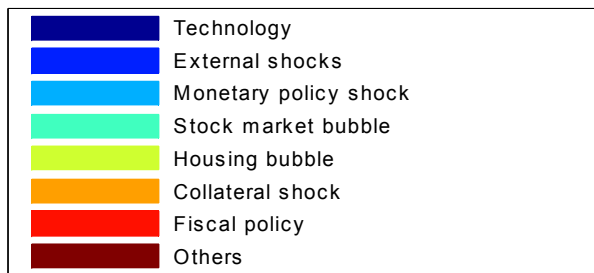 Technology
External shocks
Monetary policy shock
Stock market bubble
Housing bubble
Collateral shock
Fiscal policy
Others